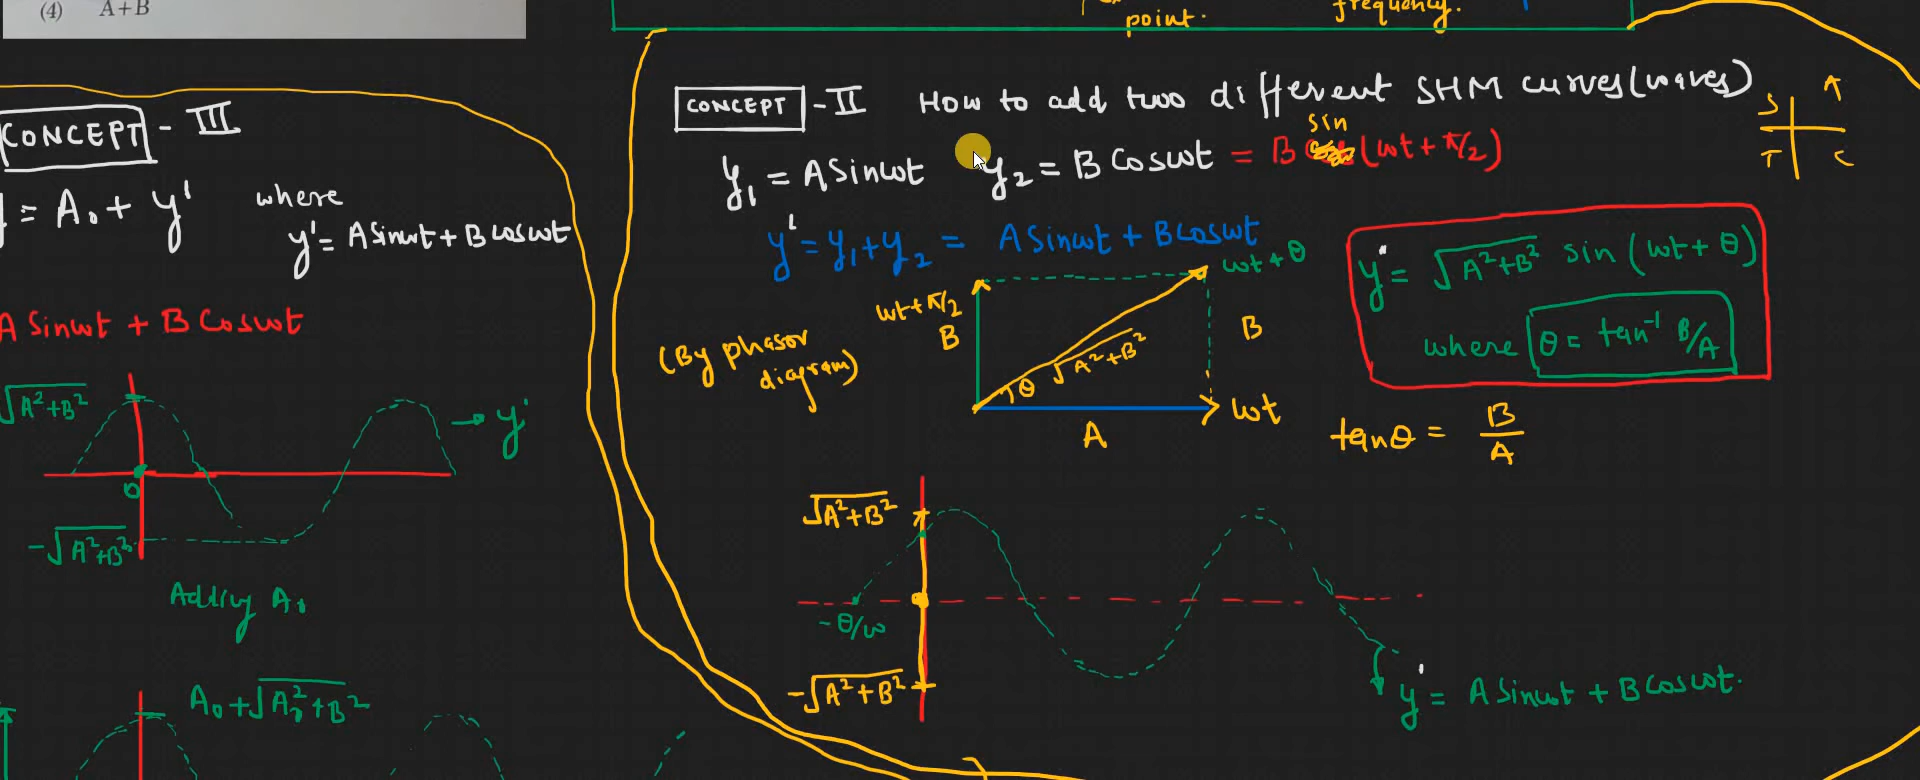 (4) A+B
point. frequency.
CONCEPT - III
= A₀ + y' where
y' = A sinωt + B cosωt
A Sinωt + B Cosωt
√A²+B²
→ y'
0
-√A²+B²
Adding A₀
A₀+√A²+B²
CONCEPT - II How to add two different SHM curves (waves)
S A
T C
y₁ = A sinωt y₂ = B Cosωt = B sin (ωt + π/2)
y' = y₁+y₂ = A Sinωt + B cosωt
(By phasor
diagram)
ωt+π/2
B
ωt + θ
B
θ √A²+B²
ωt
A
y' = √A²+B² sin (ωt + θ)
where θ = tan⁻¹ B/A
tanθ = B/A
√A²+B²
-θ/ω
-√A²+B²
y' = A sinωt + B cosωt.